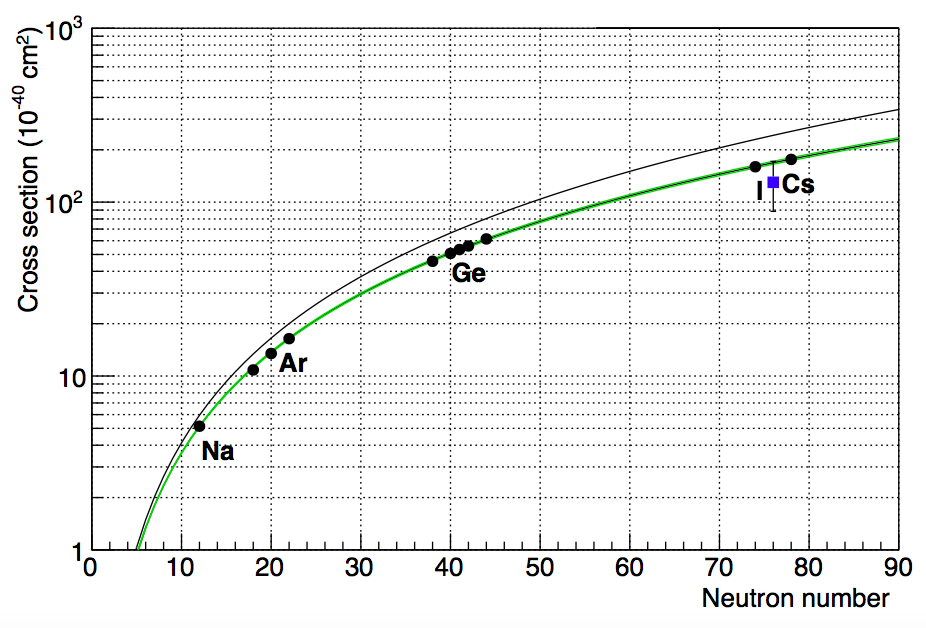 Cross section (10⁻⁴⁰ cm²)
10³
10²
10
1
I
Cs
Ge
Ar
Na
0 10 20 30 40 50 60 70 80 90
Neutron number